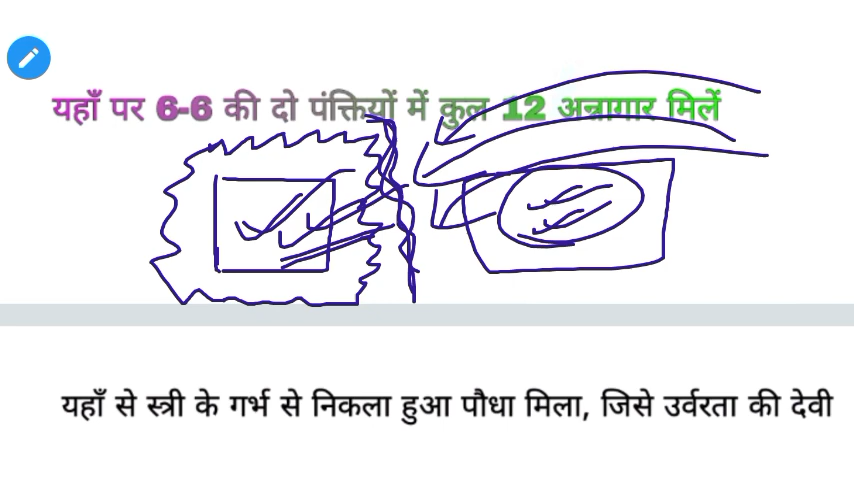 यहाँ पर 6-6 की दो पंक्तियों में कुल 12 अन्नागार मिलें
यहाँ से स्त्री के गर्भ से निकला हुआ पौधा मिला, जिसे उर्वरता की देवी